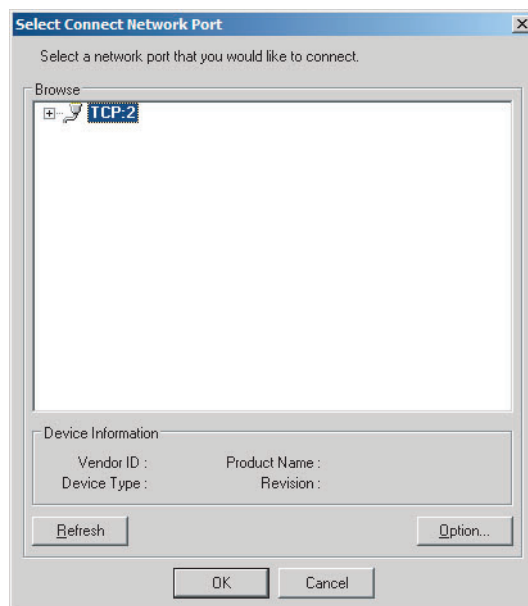 Select Connect Network Port
Select a network port that you would like to connect.
Browse
TCP:2
Device Information
Vendor ID : Product Name :
Device Type : Revision :
Refresh Option...
OK Cancel